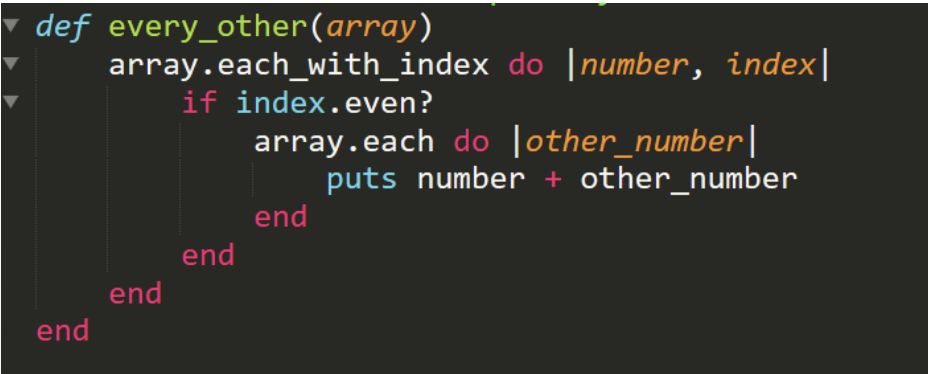 def every_other(array)
    array.each_with_index do |number, index|
        if index.even?
            array.each do |other_number|
                puts number + other_number
            end
        end
    end
end